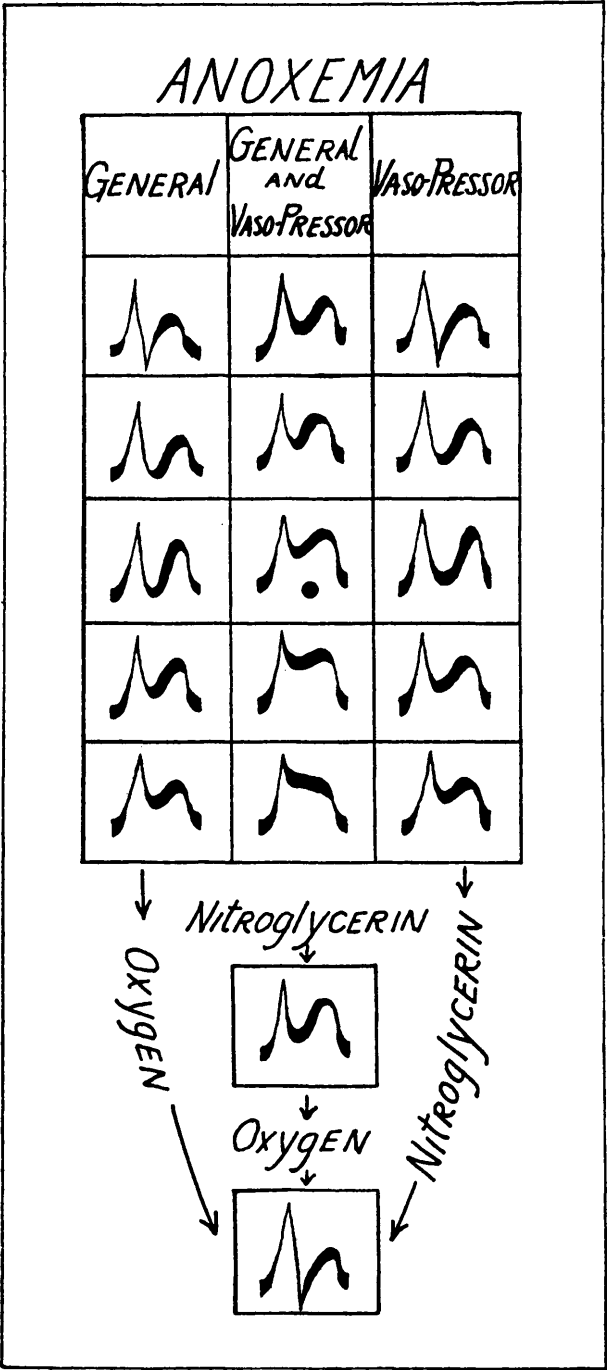 ANOXEMIA
GENERAL
GENERAL
AND
VASO-PRESSOR
VASO-PRESSOR
NITROGLYCERIN
OXYGEN
NITROGLYCERIN
OXYGEN